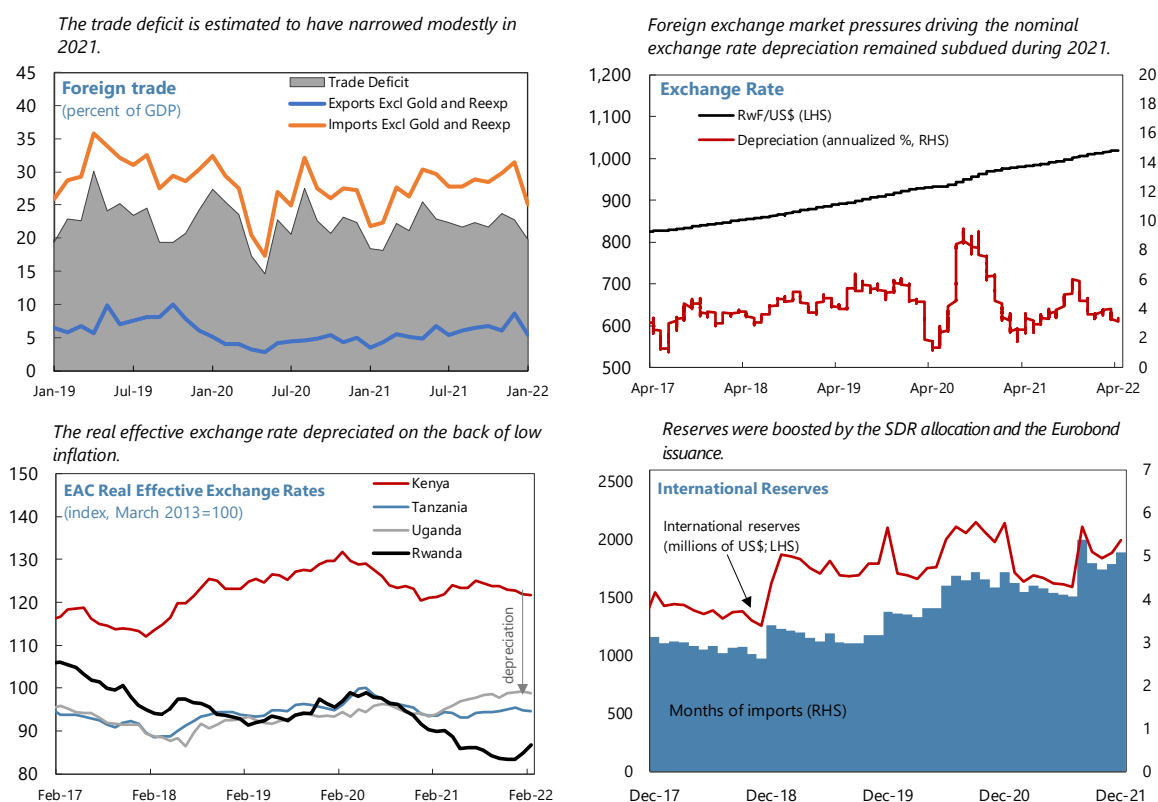 The trade deficit is estimated to have narrowed modestly in
2021.
45
40
35
30
25
20
15
10
5
0
Foreign trade
(percent of GDP)
Trade Deficit
Exports Excl Gold and Reexp
Imports Excl Gold and Reexp
Jan-19
Jul-19
Jan-20
Jul-20
Jan-21
Jul-21
Jan-22
Foreign exchange market pressures driving the nominal
exchange rate depreciation remained subdued during 2021.
1,200
1,100
1,000
900
800
700
600
500
Exchange Rate
RwF/US$ (LHS)
Depreciation (annualized %, RHS)
20
18
16
14
12
10
8
6
4
2
0
Apr-17
Apr-18
Apr-19
Apr-20
Apr-21
Apr-22
The real effective exchange rate depreciated on the back of low
inflation.
150
140
130
120
110
100
90
80
EAC Real Effective Exchange Rates
(index, March 2013=100)
Kenya
Tanzania
Uganda
Rwanda
depreciation
Feb-17
Feb-18
Feb-19
Feb-20
Feb-21
Feb-22
Reserves were boosted by the SDR allocation and the Eurobond
issuance.
2500
2000
1500
1000
500
0
International Reserves
International reserves
(millions of US$; LHS)
Months of imports (RHS)
7
6
5
4
3
2
1
0
Dec-17
Dec-18
Dec-19
Dec-20
Dec-21